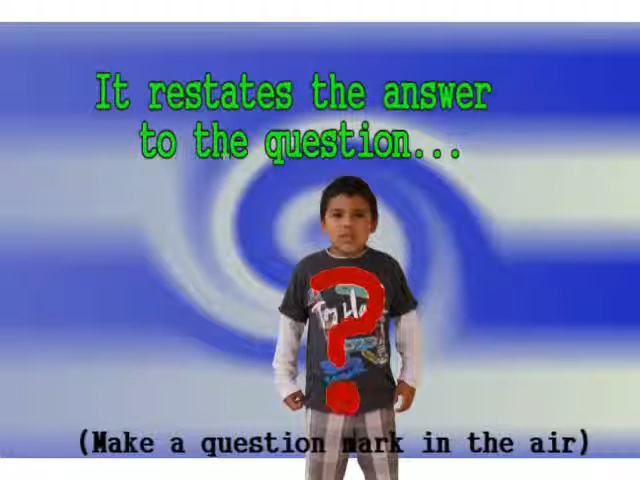 It restates the answer
to the question...
?
(Make a question mark in the air)